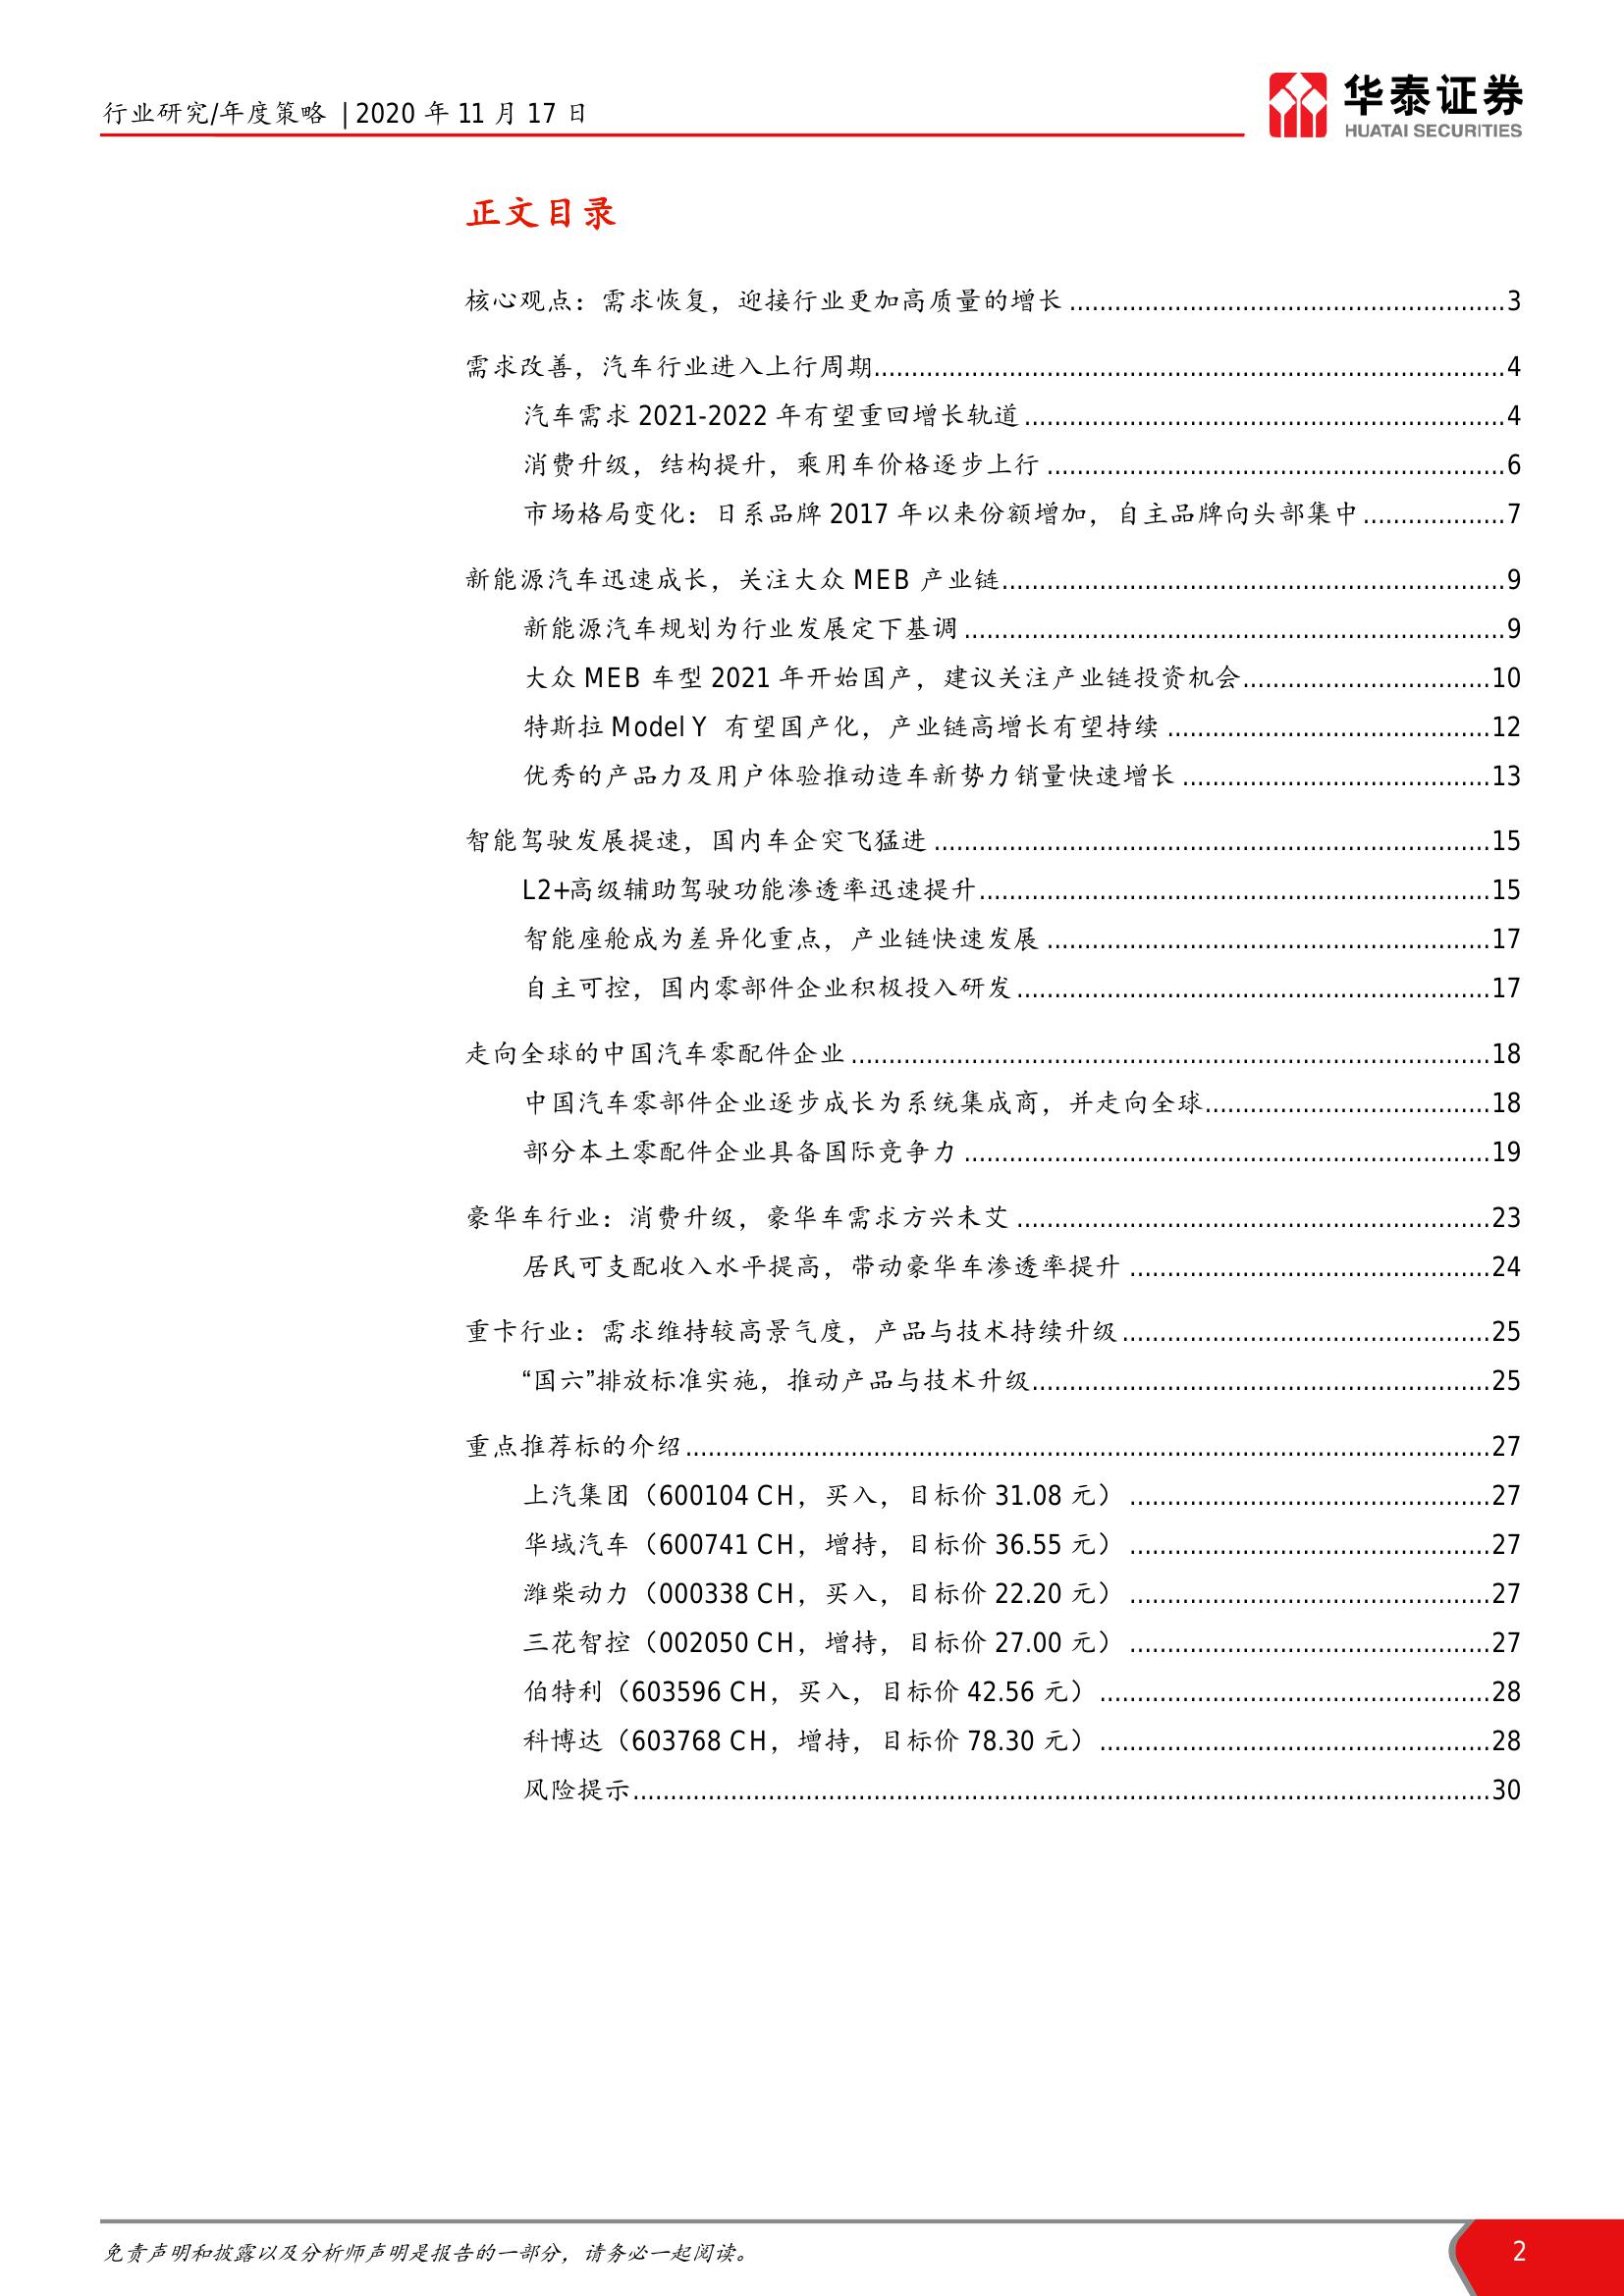 行业研究/年度策略 | 2020 年 11 月 17 日
华泰证券
HUATAI SECURITIES
正文目录
核心观点：需求恢复，迎接行业更加高质量的增长 ........ 3
需求改善，汽车行业进入上行周期 ........ 4
汽车需求 2021-2022 年有望重回增长轨道 ........ 4
消费升级，结构提升，乘用车价格逐步上行 ........ 6
市场格局变化：日系品牌 2017 年以来份额增加，自主品牌向头部集中 ........ 7
新能源汽车迅速成长，关注大众 MEB 产业链 ........ 9
新能源汽车规划为行业发展定下基调 ........ 9
大众 MEB 车型 2021 年开始国产，建议关注产业链投资机会 ........ 10
特斯拉 Model Y 有望国产化，产业链高增长有望持续 ........ 12
优秀的产品力及用户体验推动造车新势力销量快速增长 ........ 13
智能驾驶发展提速，国内车企突飞猛进 ........ 15
L2+高级辅助驾驶功能渗透率迅速提升 ........ 15
智能座舱成为差异化重点，产业链快速发展 ........ 17
自主可控，国内零部件企业积极投入研发 ........ 17
走向全球的中国汽车零配件企业 ........ 18
中国汽车零部件企业逐步成长为系统集成商，并走向全球 ........ 18
部分本土零配件企业具备国际竞争力 ........ 19
豪华车行业：消费升级，豪华车需求方兴未艾 ........ 23
居民可支配收入水平提高，带动豪华车渗透率提升 ........ 24
重卡行业：需求维持较高景气度，产品与技术持续升级 ........ 25
“国六”排放标准实施，推动产品与技术升级 ........ 25
重点推荐标的介绍 ........ 27
上汽集团（600104 CH，买入，目标价 31.08 元） ........ 27
华域汽车（600741 CH，增持，目标价 36.55 元） ........ 27
潍柴动力（000338 CH，买入，目标价 22.20 元） ........ 27
三花智控（002050 CH，增持，目标价 27.00 元） ........ 27
伯特利（603596 CH，买入，目标价 42.56 元） ........ 28
科博达（603768 CH，增持，目标价 78.30 元） ........ 28
风险提示 ........ 30
免责声明和披露以及分析师声明是报告的一部分，请务必一起阅读。
2